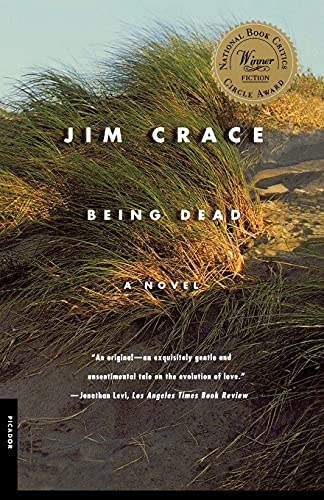 National Book Critics
Winner
FICTION
Circle Award
JIM CRACE
BEING DEAD
A NOVEL
"An original—an exquisitely gentle and
unsentimental tale on the evolution of love."
—Jonathan Levi, Los Angeles Times Book Review
PICADOR